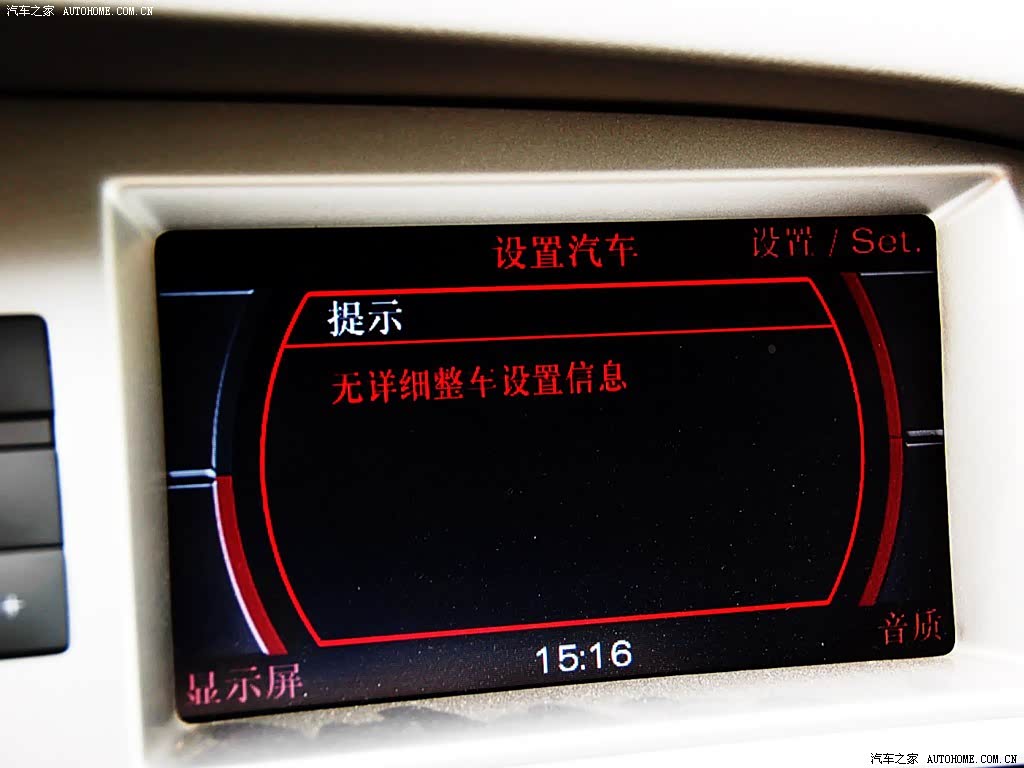 汽车之家 AUTOHOME.COM.CN
设置汽车
设置 / Set.
提示
无详细整车设置信息
15:16
音质
显示屏
汽车之家 AUTOHOME.COM.CN